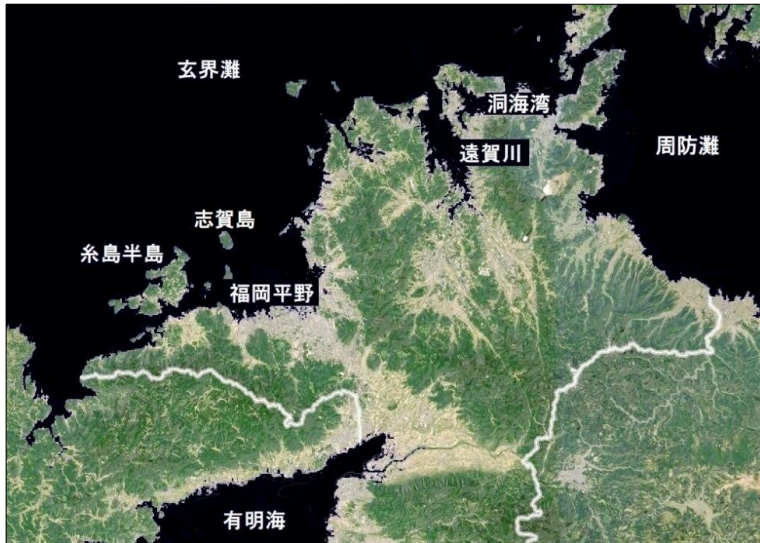 玄界灘
洞海湾
遠賀川
周防灘
志賀島
糸島半島
福岡平野
有明海